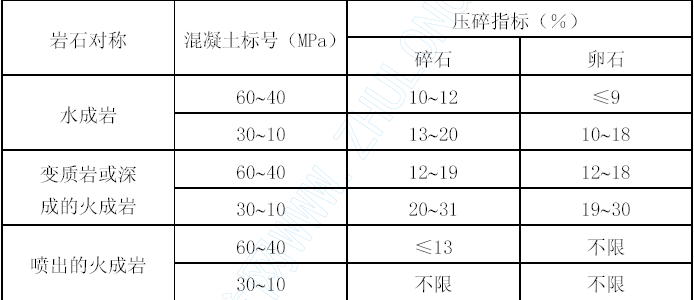 岩石对称 混凝土标号（MPa） 压碎指标（％）
碎石 卵石
水成岩 60~40 10~12 ≤9
30~10 13~20 10~18
变质岩或深
成的火成岩
60~40 12~19 12~18
30~10 20~31 19~30
喷出的火成岩 60~40 ≤13 不限
30~10 不限 不限